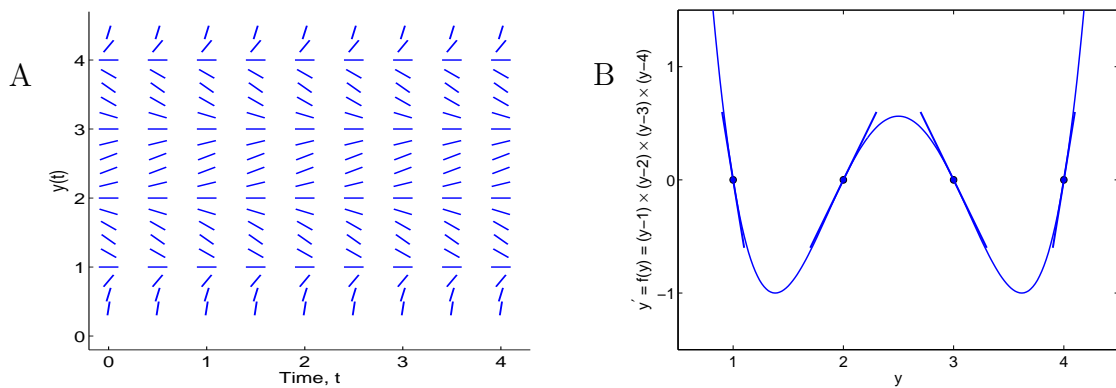 A
4
3
2
1
0
y(t)
0 1 2 3 4
Time, t
B
1
0
−1
y′ = f(y) = (y−1) × (y−2) × (y−3) × (y−4)
1 2 3 4
y